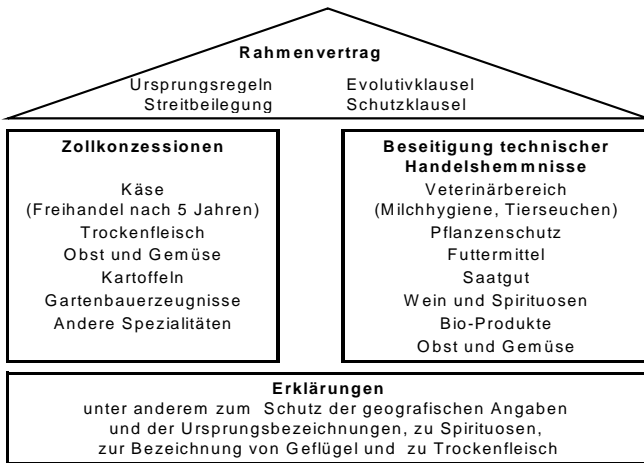 Rahmenvertrag
Ursprungsregeln Evolutivklausel
Streitbeilegung Schutzklausel
Zollkonzessionen
Käse
(Freihandel nach 5 Jahren)
Trockenfleisch
Obst und Gemüse
Kartoffeln
Gartenbauerzeugnisse
Andere Spezialitäten
Beseitigung technischer
Handelshemmnisse
Veterinärbereich
(Milchhygiene, Tierseuchen)
Pflanzenschutz
Futtermittel
Saatgut
Wein und Spirituosen
Bio-Produkte
Obst und Gemüse
Erklärungen
unter anderem zum Schutz der geografischen Angaben
und der Ursprungsbezeichnungen, zu Spirituosen,
zur Bezeichnung von Geflügel und zu Trockenfleisch